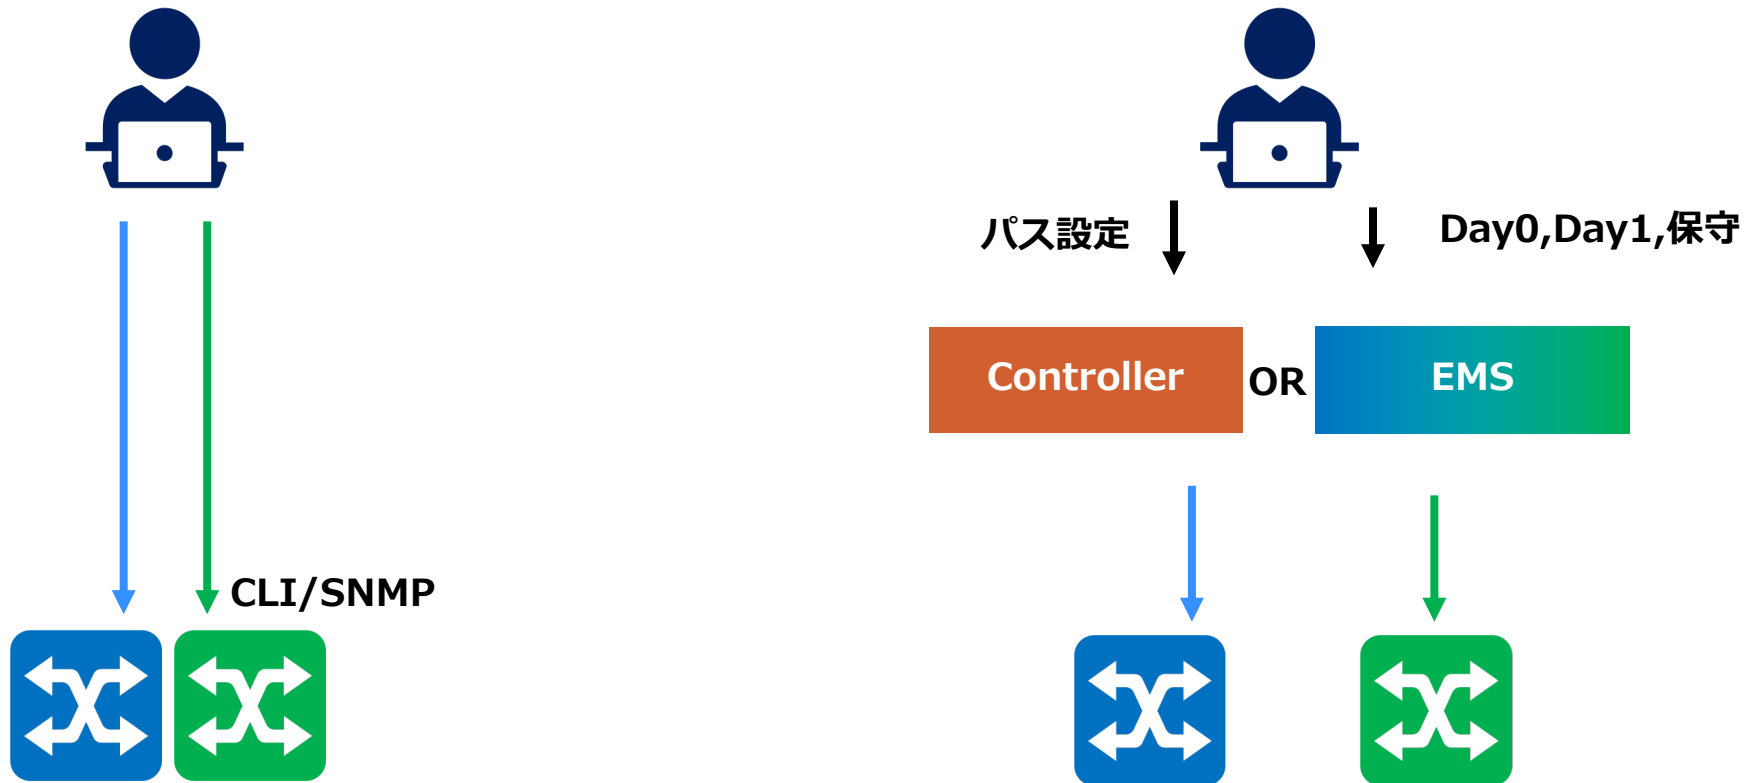 パス設定
Day0,Day1,保守
Controller
OR
EMS
CLI/SNMP